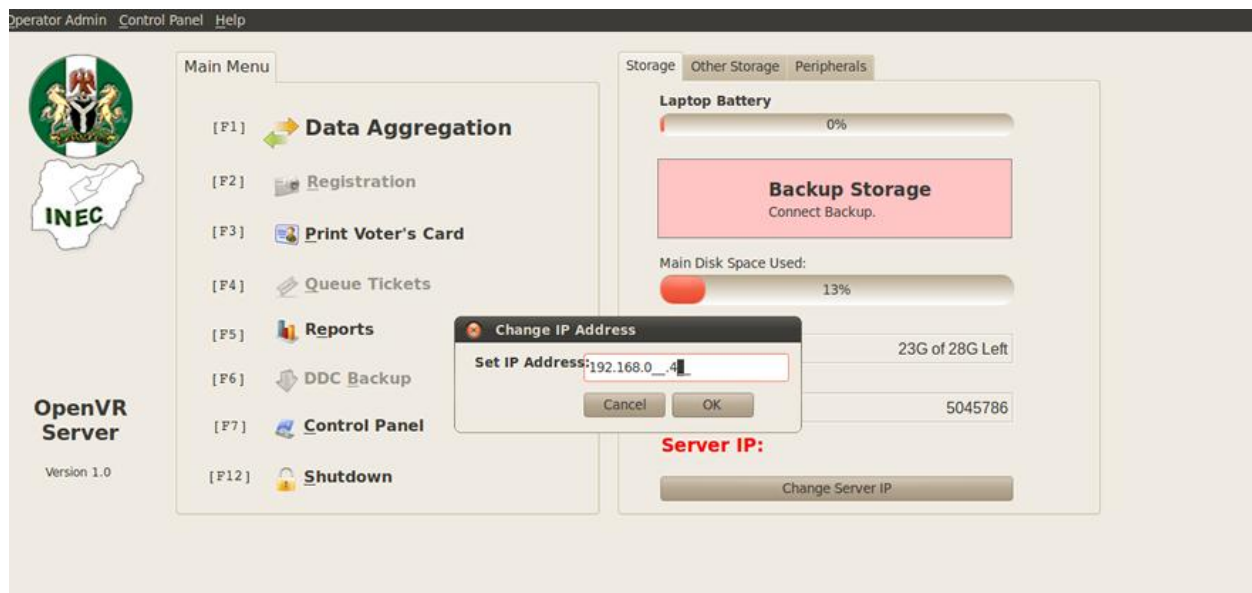 Operator Admin Control Panel Help
INEC
OpenVR
Server
Version 1.0
Main Menu
[F1] Data Aggregation
[F2] Registration
[F3] Print Voter's Card
[F4] Queue Tickets
[F5] Reports
[F6] DDC Backup
[F7] Control Panel
[F12] Shutdown
Storage Other Storage Peripherals
Laptop Battery
0%
Backup Storage
Connect Backup.
Main Disk Space Used:
13%
23G of 28G Left
5045786
Server IP:
Change Server IP
Change IP Address
Set IP Address: 192.168.0__.4__
Cancel OK